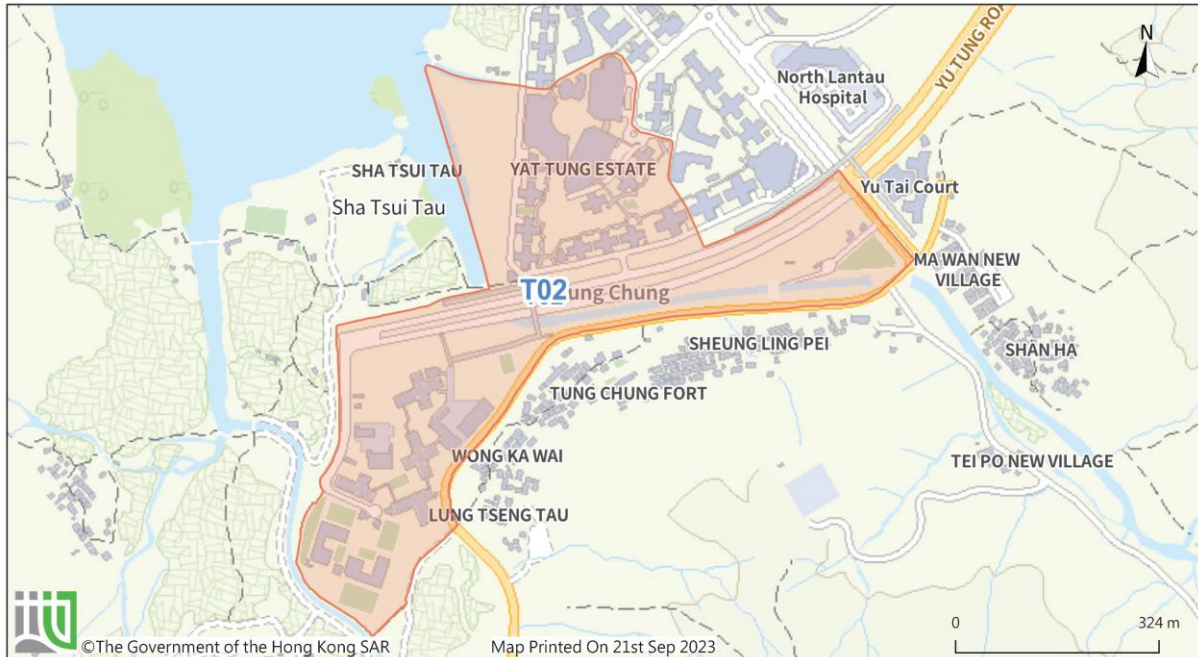 N
YU TUNG ROA
North Lantau
Hospital
SHA TSUI TAU
YAT TUNG ESTATE
Yu Tai Court
Sha Tsui Tau
MA WAN NEW
VILLAGE
T02
ung Chung
SHEUNG LING PEI
SHAN HA
TUNG CHUNG FORT
WONG KA WAI
TEI PO NEW VILLAGE
LUNG TSENG TAU
0 324 m
©The Government of the Hong Kong SAR Map Printed On 21st Sep 2023